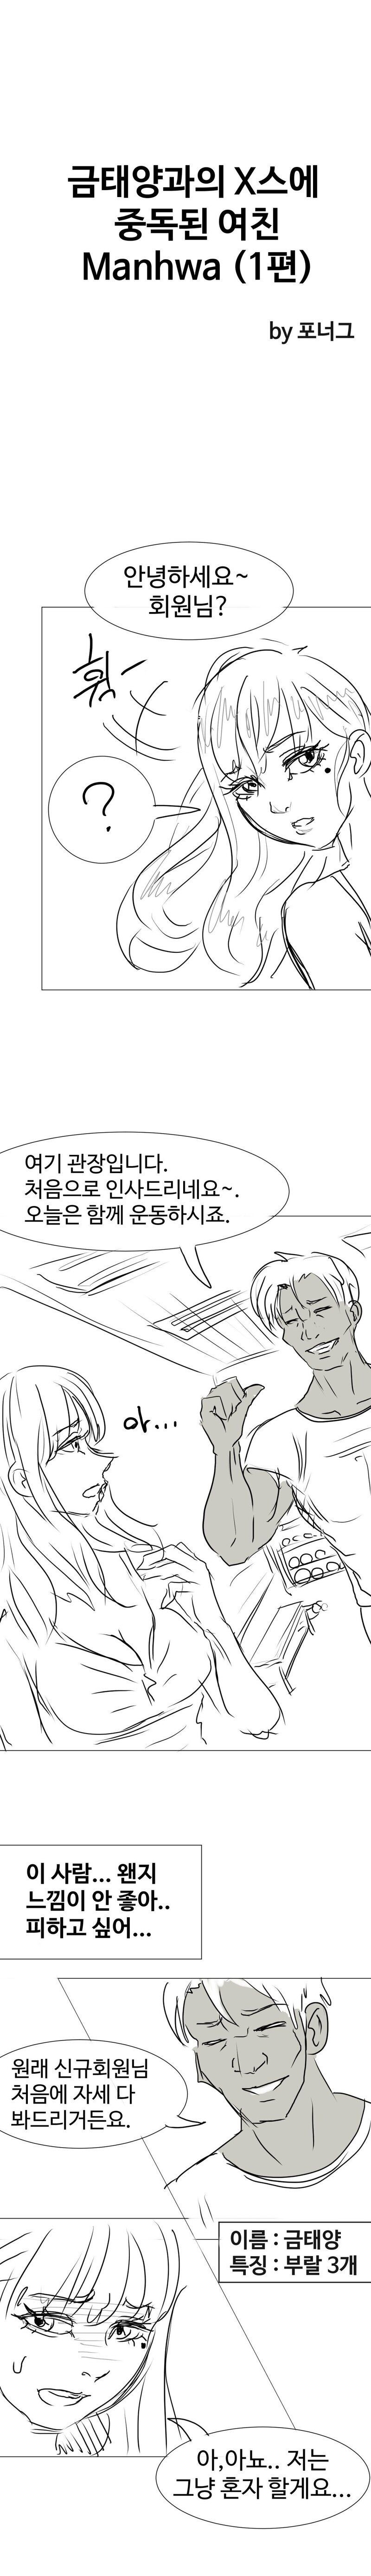 금태양과의 X스에
중독된 여친
Manhwa (1편)
by 포너그
안녕하세요~
회원님?
휙
?
여기 관장입니다.
처음으로 인사드리네요~.
오늘은 함께 운동하시죠.
아...
이 사람... 왠지
느낌이 안 좋아..
피하고 싶어...
원래 신규회원님
처음에 자세 다
봐드리거든요.
이름 : 금태양
특징 : 부랄 3개
아,아뇨.. 저는
그냥 혼자 할게요...